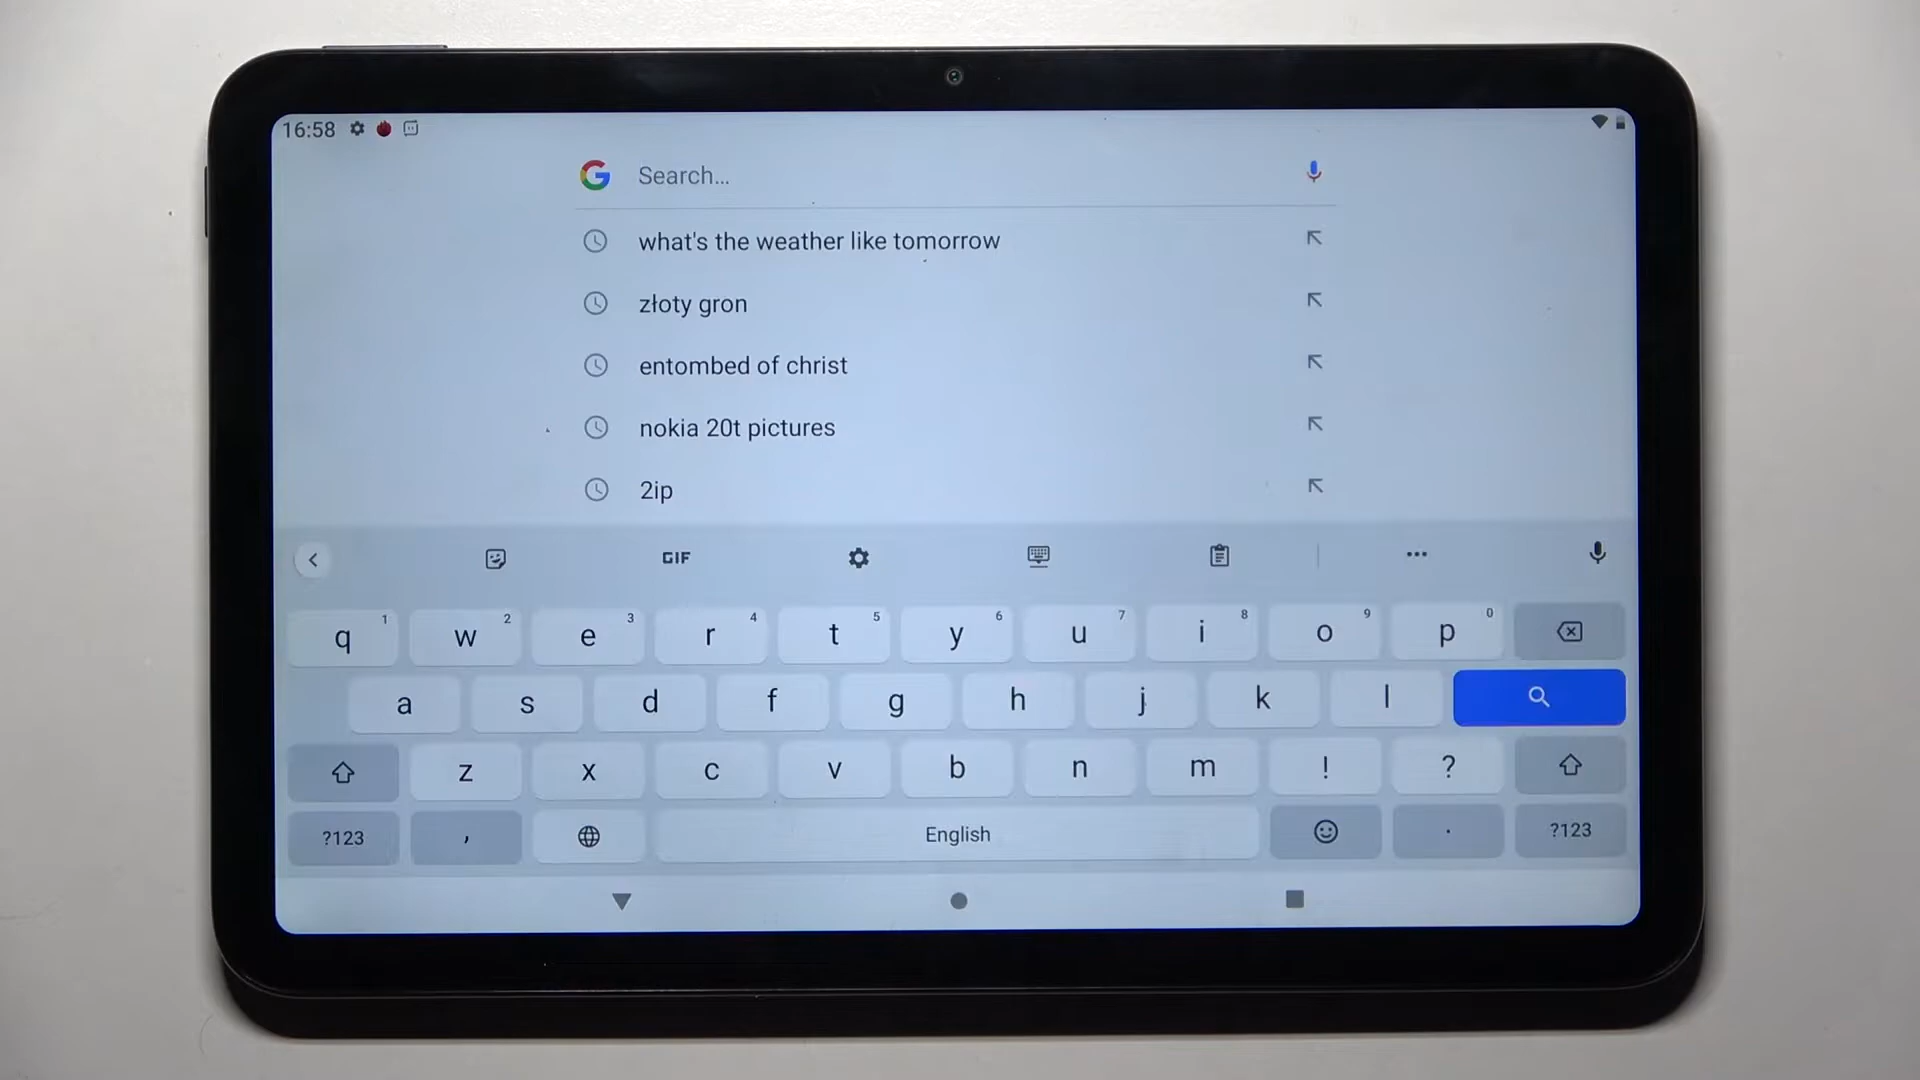 16:58
Search...
what's the weather like tomorrow
złoty gron
entombed of christ
nokia 20t pictures
2ip
GIF
q 1 w 2 e 3 r 4 t 5 y 6 u 7 i 8 o 9 p 0
a s d f g h j k l
z x c v b n m ! ?
?123 , English . ?123